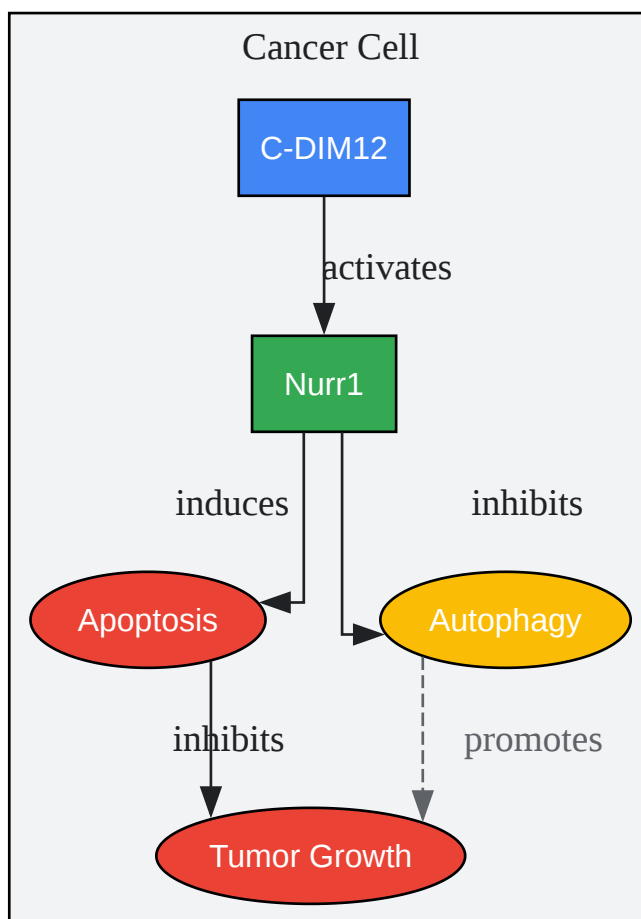 Cancer Cell
C-DIM12
activates
Nurr1
induces
inhibits
Apoptosis
Autophagy
inhibits
promotes
Tumor Growth